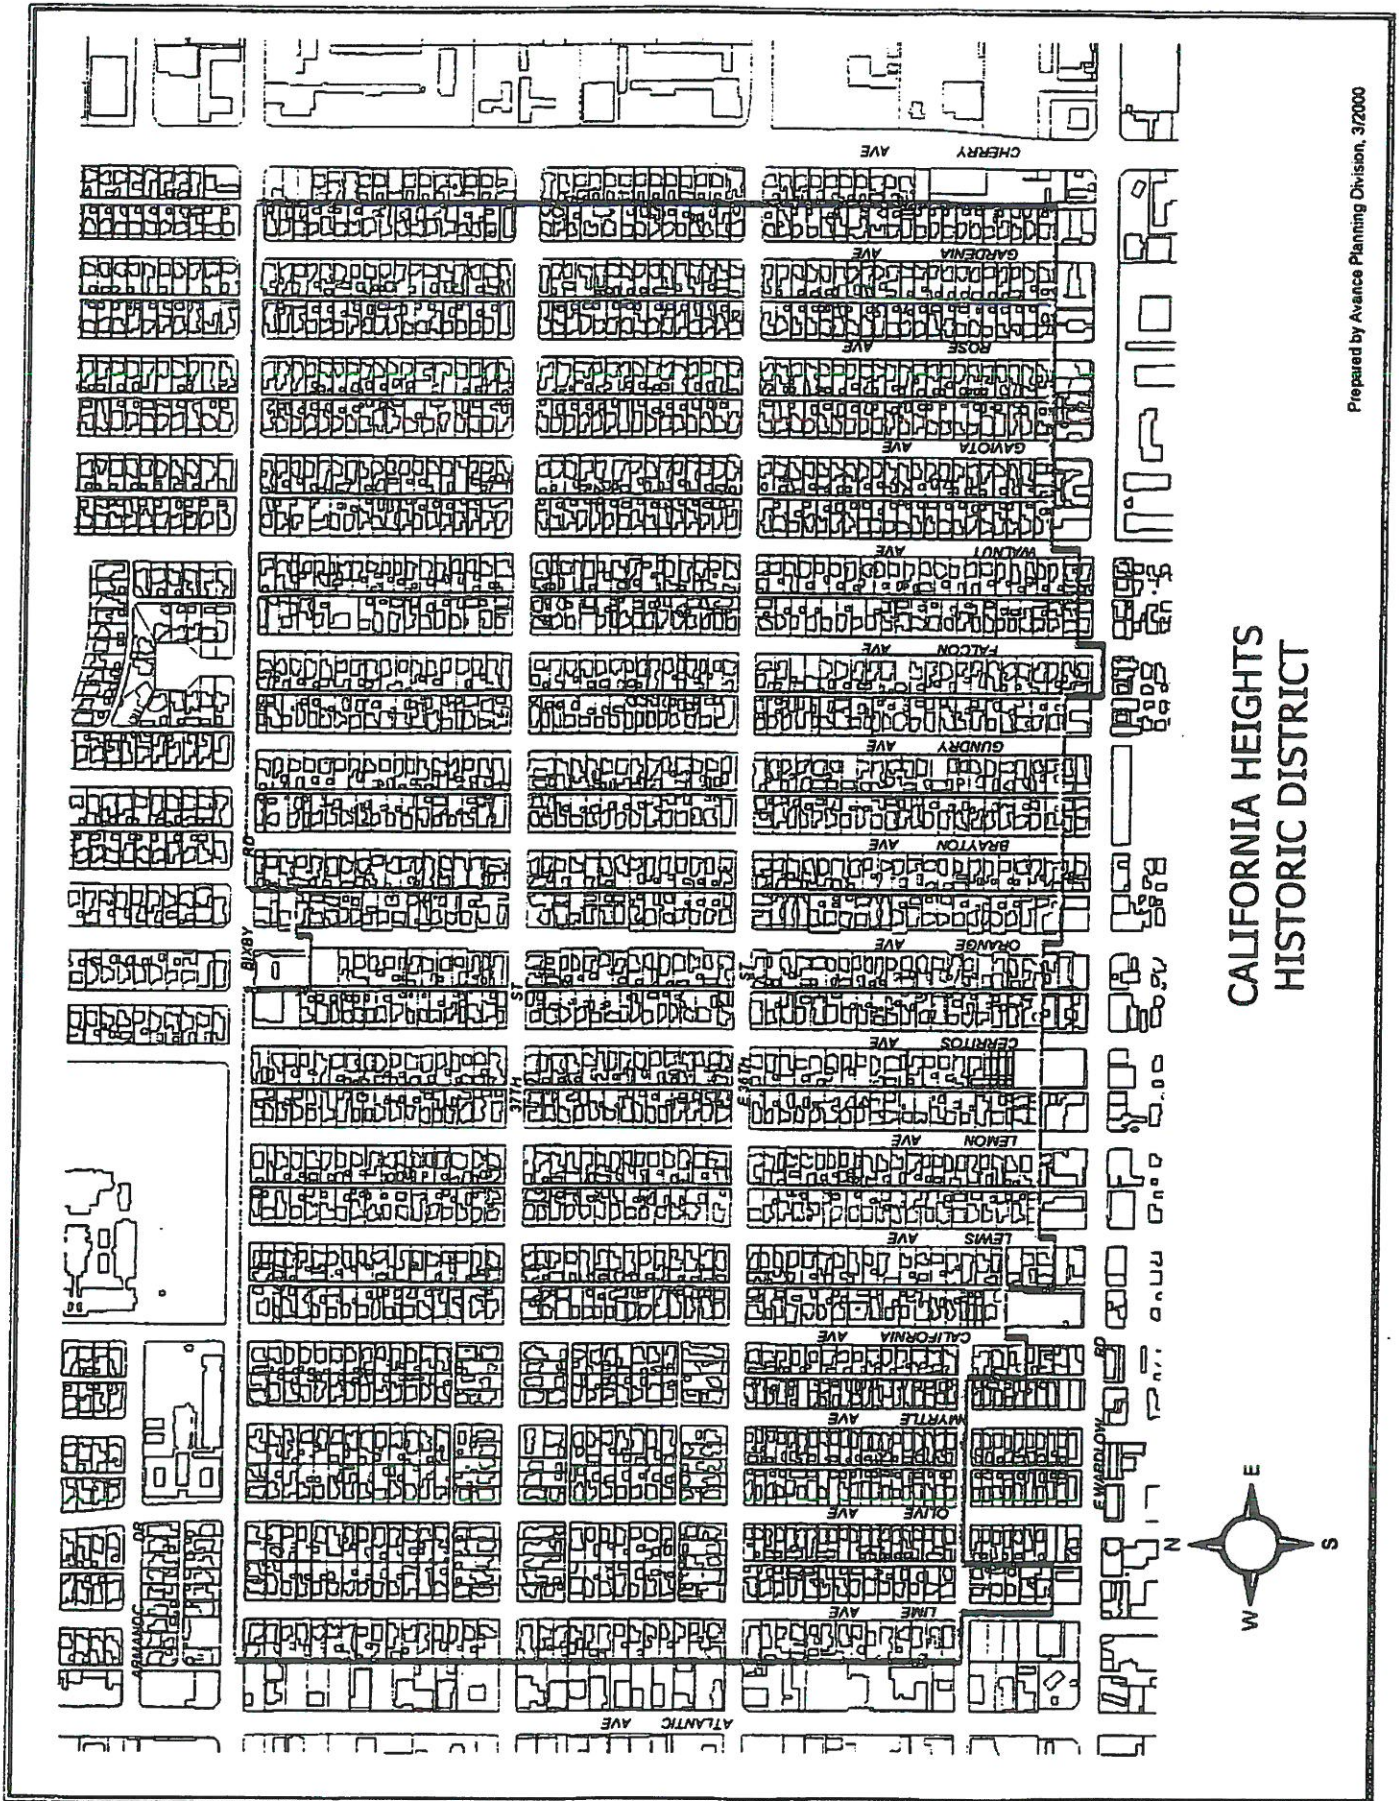 CHERRY AVE
GARDENIA AVE
ROSE AVE
GAVIOTA AVE
WALNUT AVE
FALCON AVE
GUNDRY AVE
BRAYTON AVE
ORANGE AVE
CERRITOS AVE
LEMON AVE
LEWIS AVE
CALIFORNIA AVE
MYRTLE AVE
OLIVE AVE
LIME AVE
ATLANTIC AVE
BIXBY RD
37TH ST
E 36TH ST
E WARDLOW RD
DR
CALIFORNIA HEIGHTS
HISTORIC DISTRICT
N
W E
S
Prepared by Avance Planning Division, 3/2000